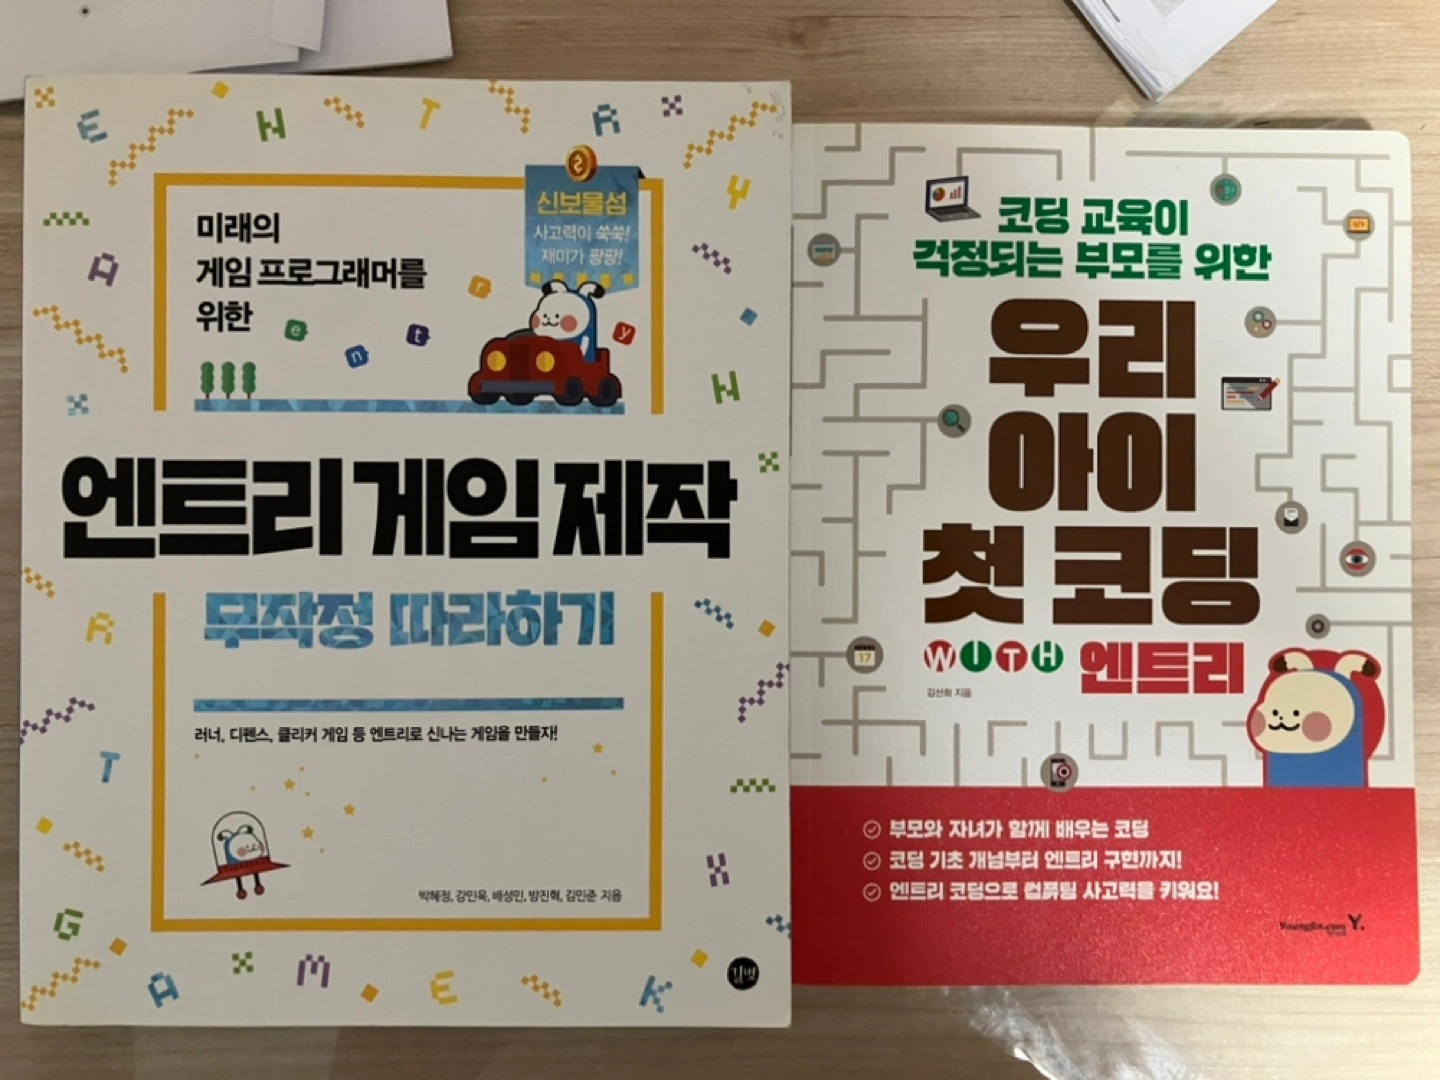 미래의
게임 프로그래머를
위한
신보물섬
사고력이 쑥쑥!
재미가 팡팡!
e n t r y
엔트리 게임 제작
무작정 따라하기
러너, 디펜스, 클리커 게임 등 엔트리로 신나는 게임을 만들자!
박혜정, 강민욱, 배성민, 방진혁, 김민준 지음
길벗
E N T R Y
A N
R
T
G A M E K
코딩 교육이
걱정되는 부모를 위한
우리
아이
첫 코딩
WITH 엔트리
김선화 지음
17
부모와 자녀가 함께 배우는 코딩
코딩 기초 개념부터 엔트리 구현까지!
엔트리 코딩으로 컴퓨팅 사고력을 키워요!
YoungJin.com Y.